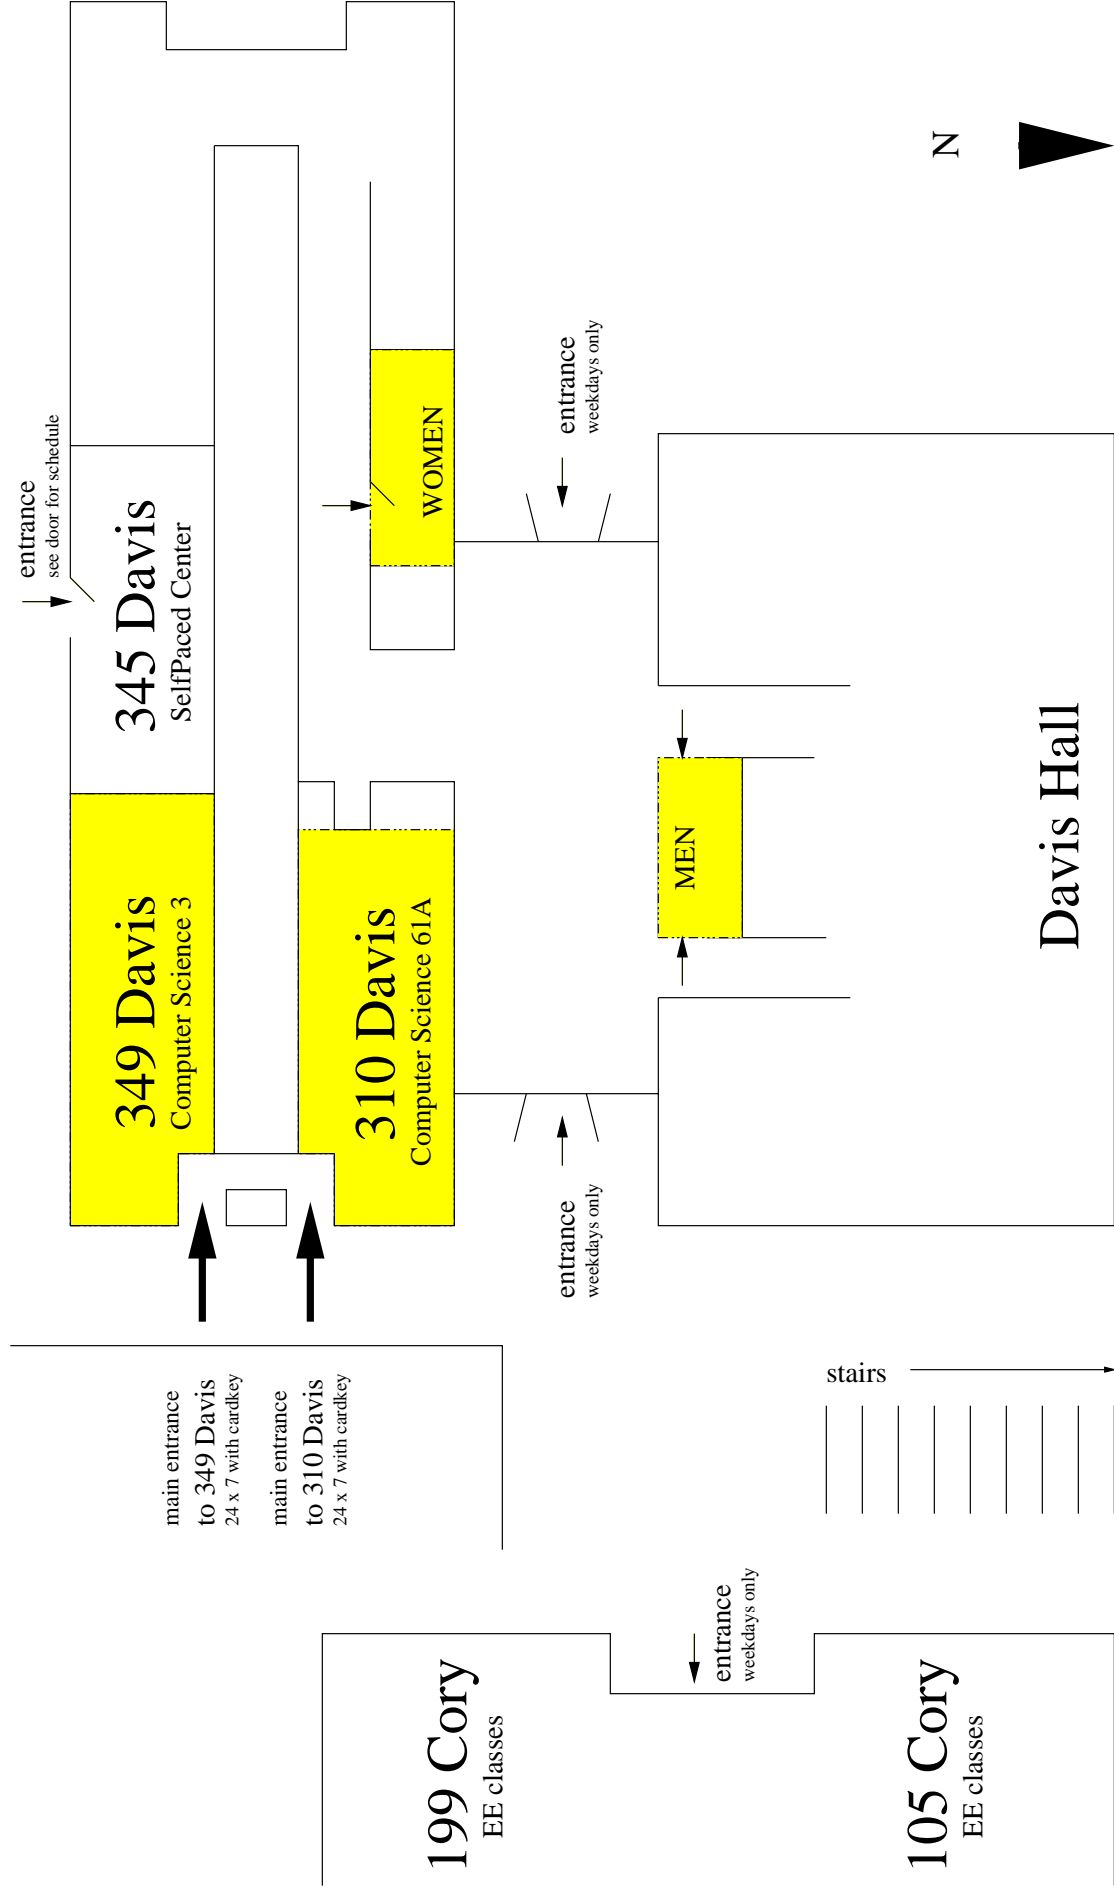 entrance
see door for schedule
345 Davis
SelfPaced Center
349 Davis
Computer Science 3
310 Davis
Computer Science 61A
WOMEN
entrance
weekdays only
N
MEN
Davis Hall
entrance
weekdays only
main entrance
to 349 Davis
24 x 7 with cardkey
main entrance
to 310 Davis
24 x 7 with cardkey
stairs
entrance
weekdays only
199 Cory
EE classes
105 Cory
EE classes